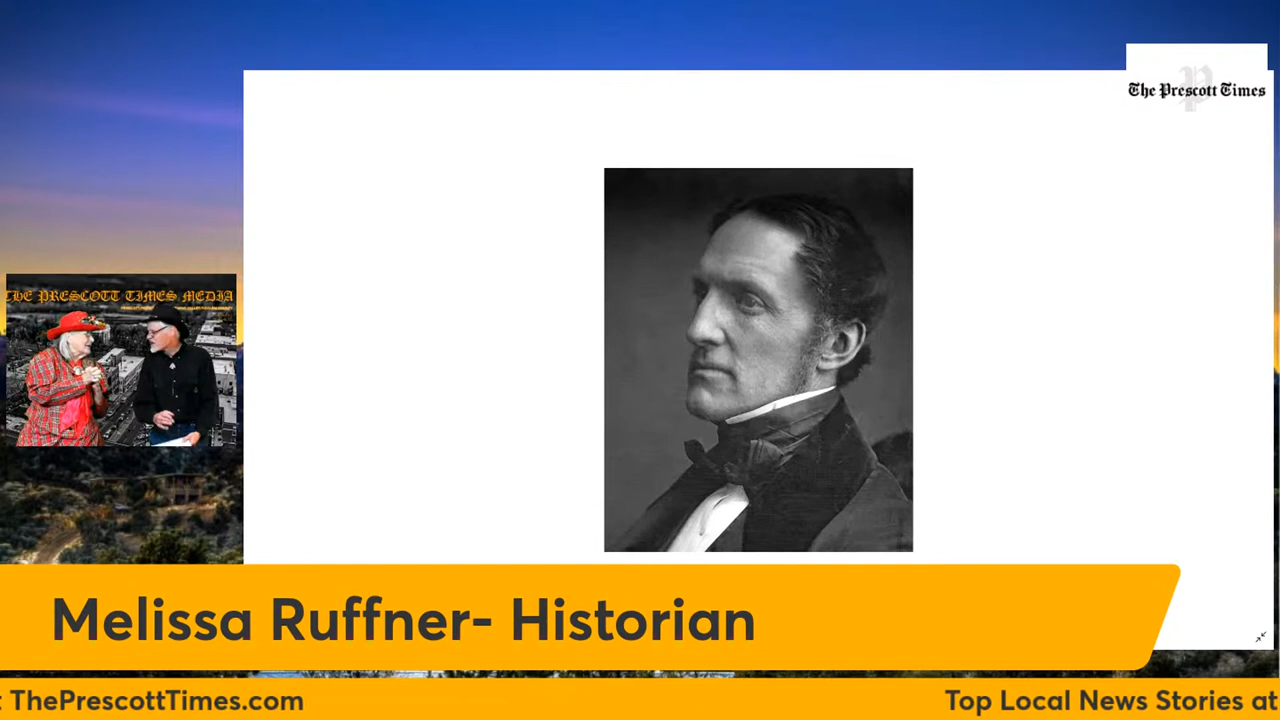 The Prescott Times
THE PRESCOTT TIMES MEDIA
Melissa Ruffner- Historian
ThePrescottTimes.com
Top Local News Stories at